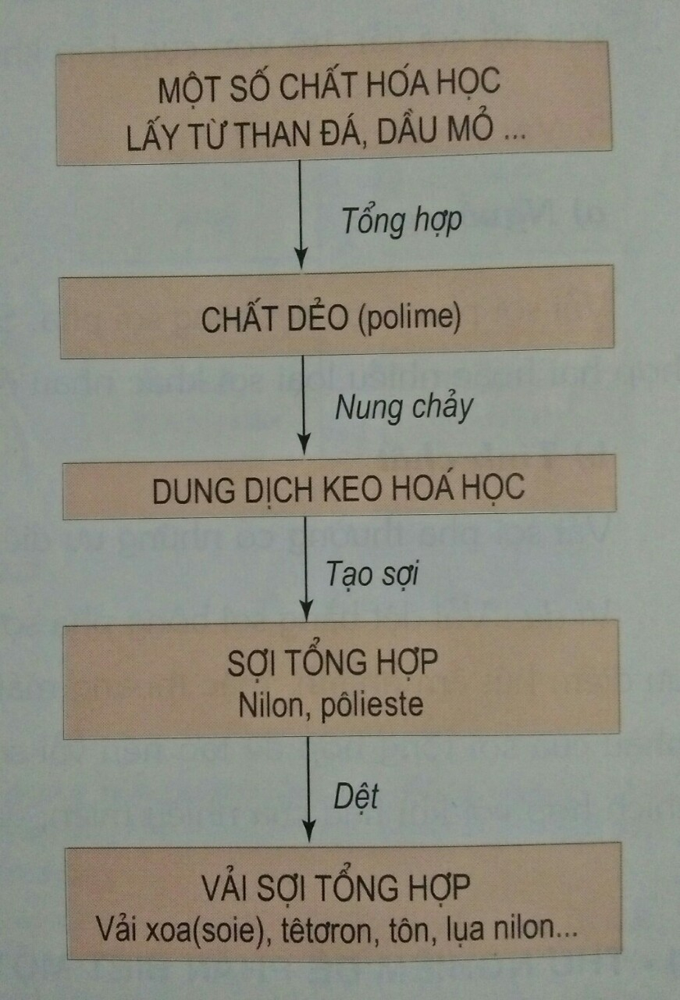 MỘT SỐ CHẤT HÓA HỌC
LẤY TỪ THAN ĐÁ, DẦU MỎ ...
Tổng hợp
CHẤT DẺO (polime)
Nung chảy
DUNG DỊCH KEO HOÁ HỌC
Tạo sợi
SỢI TỔNG HỢP
Nilon, pôlieste
Dệt
VẢI SỢI TỔNG HỢP
Vải xoa(soie), têtơron, tôn, lụa nilon...